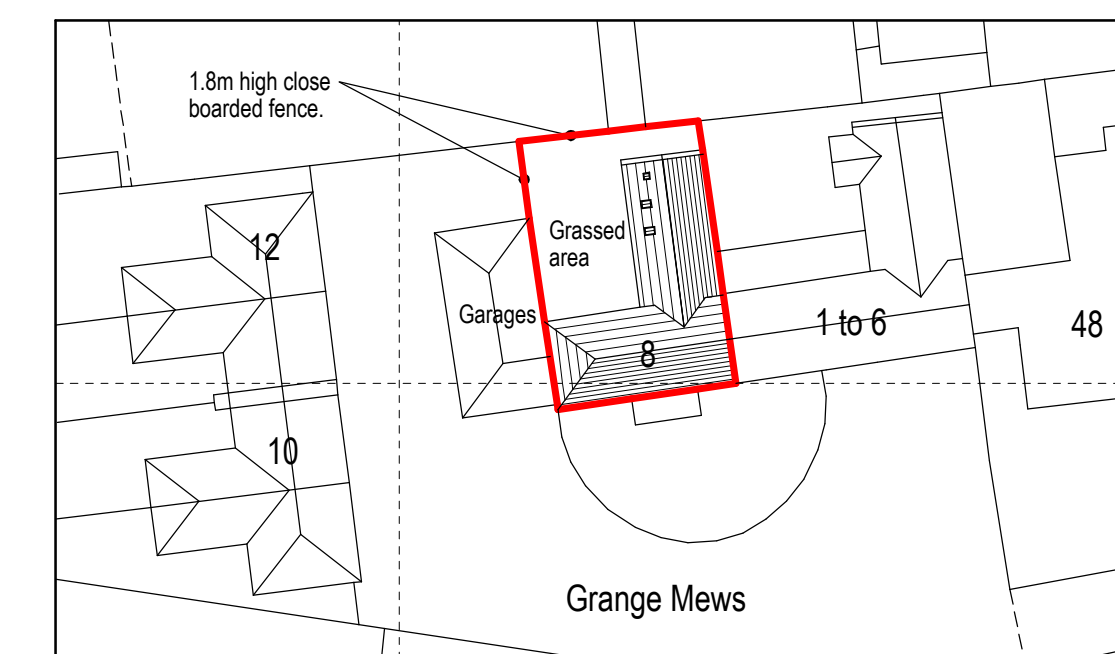 1.8m high close
boarded fence.
12
Grassed
area
Garages
1 to 6
48
8
10
Grange Mews